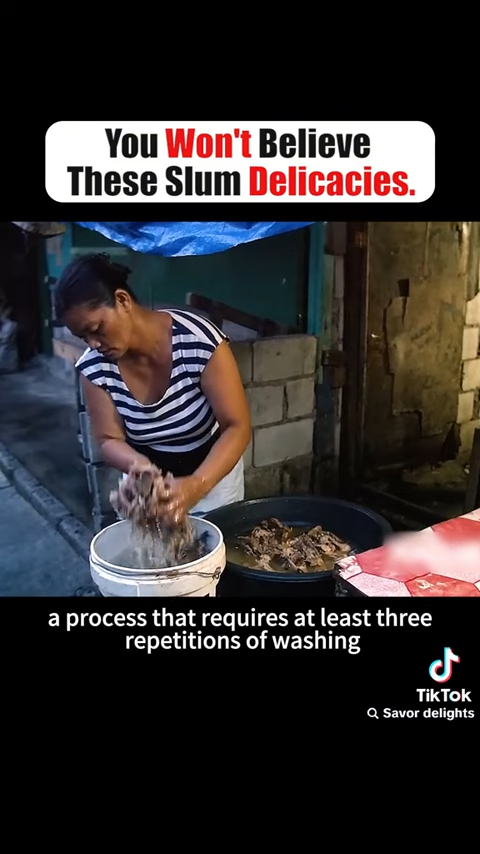 You Won't Believe
These Slum Delicacies.
a process that requires at least three
repetitions of washing
TikTok
Savor delights